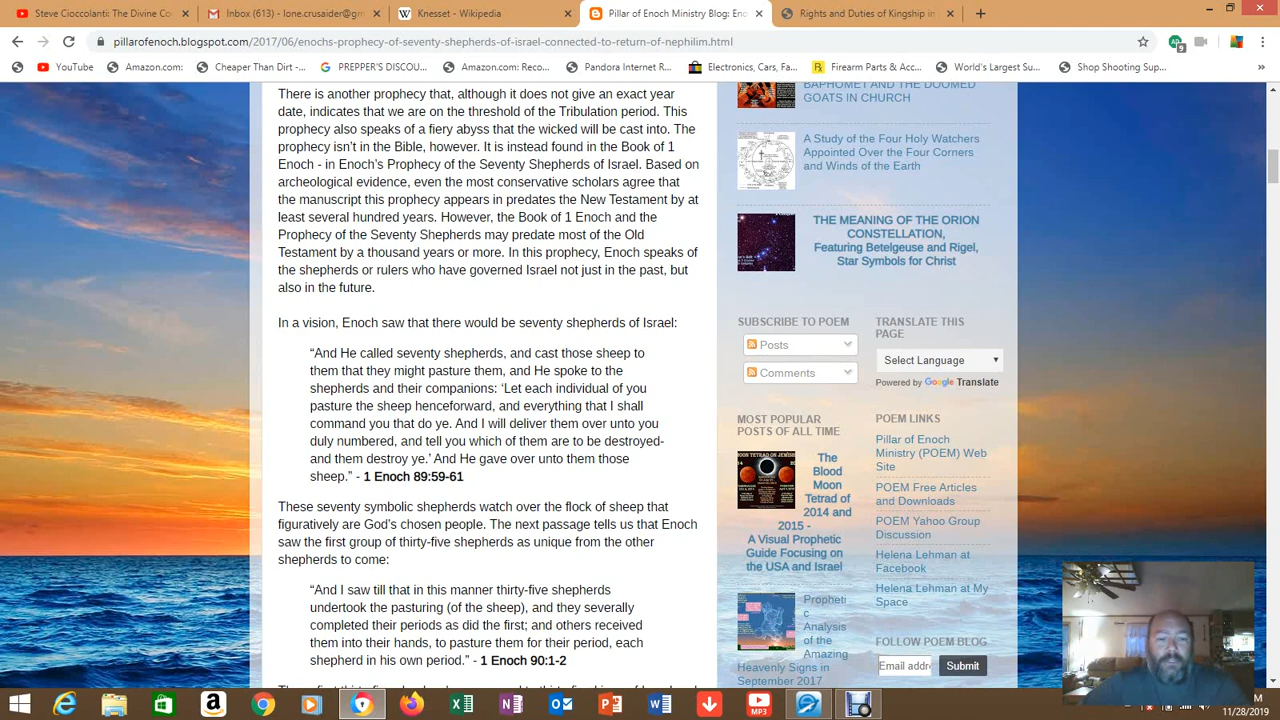 Steve Cioccolanti: The Divine Co
Inbox (613) - lone.crusaider@gm
Knesset - Wikipedia
Pillar of Enoch Ministry Blog: Eno
Rights and Duties of Kingship in
pillarofenoch.blogspot.com/2017/06/enochs-prophecy-of-seventy-shepherds-of-israel-connected-to-return-of-nephilim.html
9
YouTube
Amazon.com:
Cheaper Than Dirt -...
PREPPER'S DISCOU...
Amazon.com: Reco...
Pandora Internet R...
Electronics, Cars, Fa...
Firearm Parts & Acc...
World's Largest Su...
Shop Shooting Sup...
There is another prophecy that, although it does not give an exact year
date, indicates that we are on the threshold of the Tribulation period. This
prophecy also speaks of a fiery abyss that the wicked will be cast into. The
prophecy isn't in the Bible, however. It is instead found in the Book of 1
Enoch - in Enoch's Prophecy of the Seventy Shepherds of Israel. Based on
archeological evidence, even the most conservative scholars agree that
the manuscript this prophecy appears in predates the New Testament by at
least several hundred years. However, the Book of 1 Enoch and the
Prophecy of the Seventy Shepherds may predate most of the Old
Testament by a thousand years or more. In this prophecy, Enoch speaks of
the shepherds or rulers who have governed Israel not just in the past, but
also in the future.
In a vision, Enoch saw that there would be seventy shepherds of Israel:
“And He called seventy shepherds, and cast those sheep to
them that they might pasture them, and He spoke to the
shepherds and their companions: ‘Let each individual of you
pasture the sheep henceforward, and everything that I shall
command you that do ye. And I will deliver them over unto you
duly numbered, and tell you which of them are to be destroyed-
and them destroy ye.’ And He gave over unto them those
sheep.”- 1 Enoch 89:59-61
These seventy symbolic shepherds watch over the flock of sheep that
figuratively are God's chosen people. The next passage tells us that Enoch
saw the first group of thirty-five shepherds as unique from the other
shepherds to come:
“And I saw till that in this manner thirty-five shepherds
undertook the pasturing (of the sheep), and they severally
completed their periods as did the first; and others received
them into their hands, to pasture them for their period, each
shepherd in his own period.” - 1 Enoch 90:1-2
BAPHOMET AND THE DOOMED
GOATS IN CHURCH
A Study of the Four Holy Watchers
Appointed Over the Four Corners
and Winds of the Earth
THE MEANING OF THE ORION
CONSTELLATION,
Featuring Betelgeuse and Rigel,
Star Symbols for Christ
SUBSCRIBE TO POEM
Posts
Comments
TRANSLATE THIS
PAGE
Select Language
Powered by Google Translate
MOST POPULAR
POSTS OF ALL TIME
The
Blood
Moon
Tetrad of
2014 and
2015 -
A Visual Prophetic
Guide Focusing on
the USA and Israel
Propheti
c
Analysis
of the
Amazing
Heavenly Signs in
September 2017
POEM LINKS
Pillar of Enoch
Ministry (POEM) Web
Site
POEM Free Articles
and Downloads
POEM Yahoo Group
Discussion
Helena Lehman at
Facebook
Helena Lehman at My
Space
FOLLOW POEM BLOG
Email addre
Submit
MP3
11/28/2019